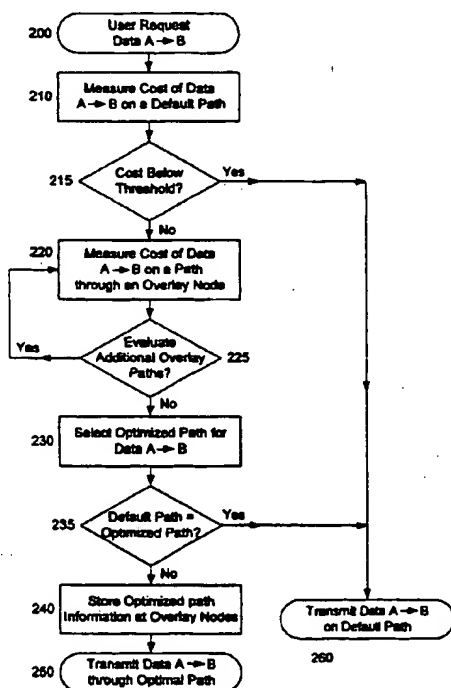 200
User Request
Data A → B
210
Measure Cost of Data
A → B on a Default Path
215
Cost Below
Threshold?
Yes
No
220
Measure Cost of Data
A → B on a Path
through an Overlay Node
Yes
Evaluate
Additional Overlay
Paths?
225
No
230
Select Optimized Path for
Data A → B
235
Default Path =
Optimized Path?
Yes
No
240
Store Optimized path
Information at Overlay Nodes
Transmit Data A → B
on Default Path
250
Transmit Data A → B
through Optimal Path
260